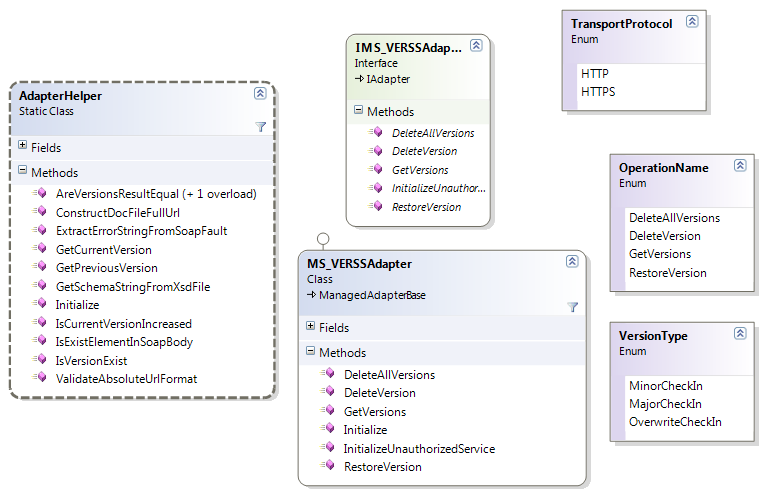 AdapterHelper
Static Class
Fields
Methods
AreVersionsResultEqual (+ 1 overload)
ConstructDocFileFullUrl
ExtractErrorStringFromSoapFault
GetCurrentVersion
GetPreviousVersion
GetSchemaStringFromXsdFile
Initialize
IsCurrentVersionIncreased
IsExistElementInSoapBody
IsVersionExist
ValidateAbsoluteUrlFormat
IMS_VERSSAdap...
Interface
IAdapter
Methods
DeleteAllVersions
DeleteVersion
GetVersions
InitializeUnauthor...
RestoreVersion
MS_VERSSAdapter
Class
ManagedAdapterBase
Fields
Methods
DeleteAllVersions
DeleteVersion
GetVersions
Initialize
InitializeUnauthorizedService
RestoreVersion
TransportProtocol
Enum
HTTP
HTTPS
OperationName
Enum
DeleteAllVersions
DeleteVersion
GetVersions
RestoreVersion
VersionType
Enum
MinorCheckIn
MajorCheckIn
OverwriteCheckIn